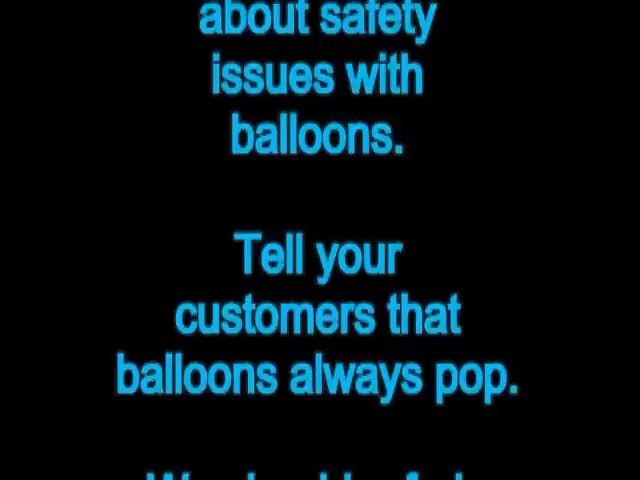 about safety
issues with
balloons.
Tell your
customers that
balloons always pop.